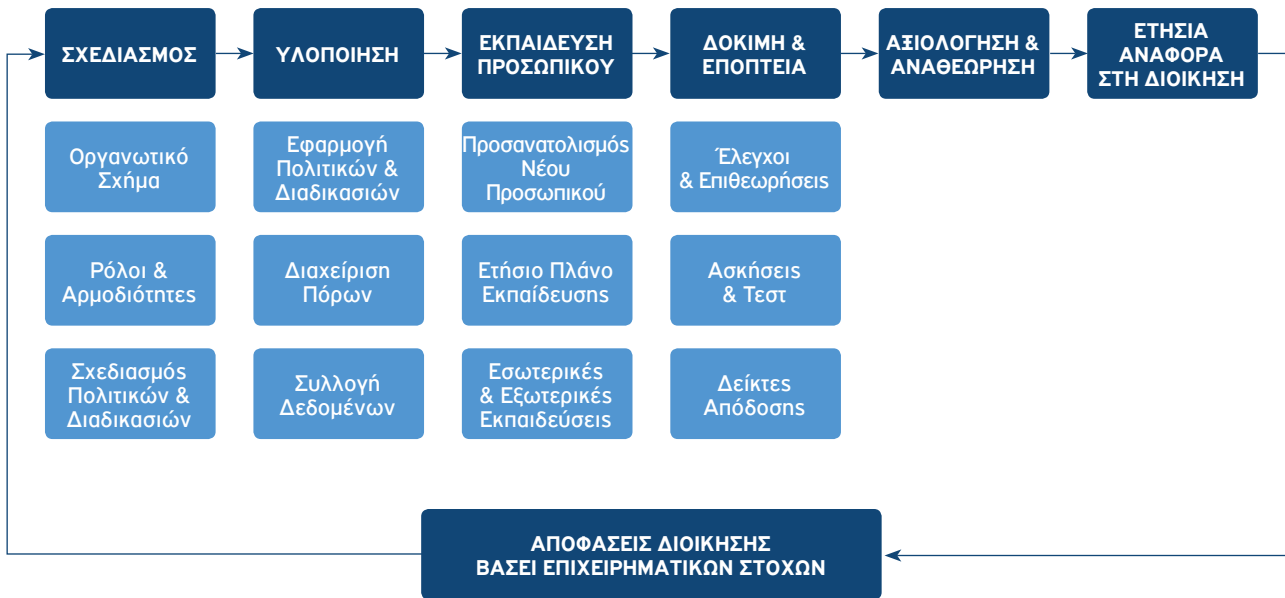 ΣΧΕΔΙΑΣΜΟΣ
ΥΛΟΠΟΙΗΣΗ
ΕΚΠΑΙΔΕΥΣΗ
ΠΡΟΣΩΠΙΚΟΥ
ΔΟΚΙΜΗ &
ΕΠΟΠΤΕΙΑ
ΑΞΙΟΛΟΓΗΣΗ &
ΑΝΑΘΕΩΡΗΣΗ
ΕΤΗΣΙΑ
ΑΝΑΦΟΡΑ
ΣΤΗ ΔΙΟΙΚΗΣΗ
Οργανωτικό
Σχήμα
Εφαρμογή
Πολιτικών &
Διαδικασιών
Προσανατολισμός
Νέου
Προσωπικού
Έλεγχοι
& Επιθεωρήσεις
Ρόλοι &
Αρμοδιότητες
Διαχείριση
Πόρων
Ετήσιο Πλάνο
Εκπαίδευσης
Ασκήσεις
& Τεστ
Σχεδιασμός
Πολιτικών &
Διαδικασιών
Συλλογή
Δεδομένων
Εσωτερικές
& Εξωτερικές
Εκπαιδεύσεις
Δείκτες
Απόδοσης
ΑΠΟΦΑΣΕΙΣ ΔΙΟΙΚΗΣΗΣ
ΒΑΣΕΙ ΕΠΙΧΕΙΡΗΜΑΤΙΚΩΝ ΣΤΟΧΩΝ